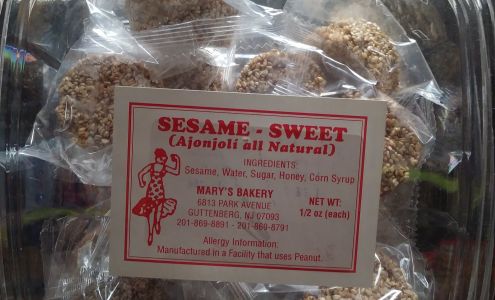 SESAME - SWEET
(Ajonjoli all Natural)
INGREDIENTS:
Sesame, Water, Sugar, Honey, Corn Syrup
MARY'S BAKERY
6813 PARK AVENUE
GUTTENBERG, NJ 07093
201-869-8891 - 201-869-8791
NET WT:
1/2 oz (each)
Allergy Information:
Manufactured in a Facility that uses Peanut.